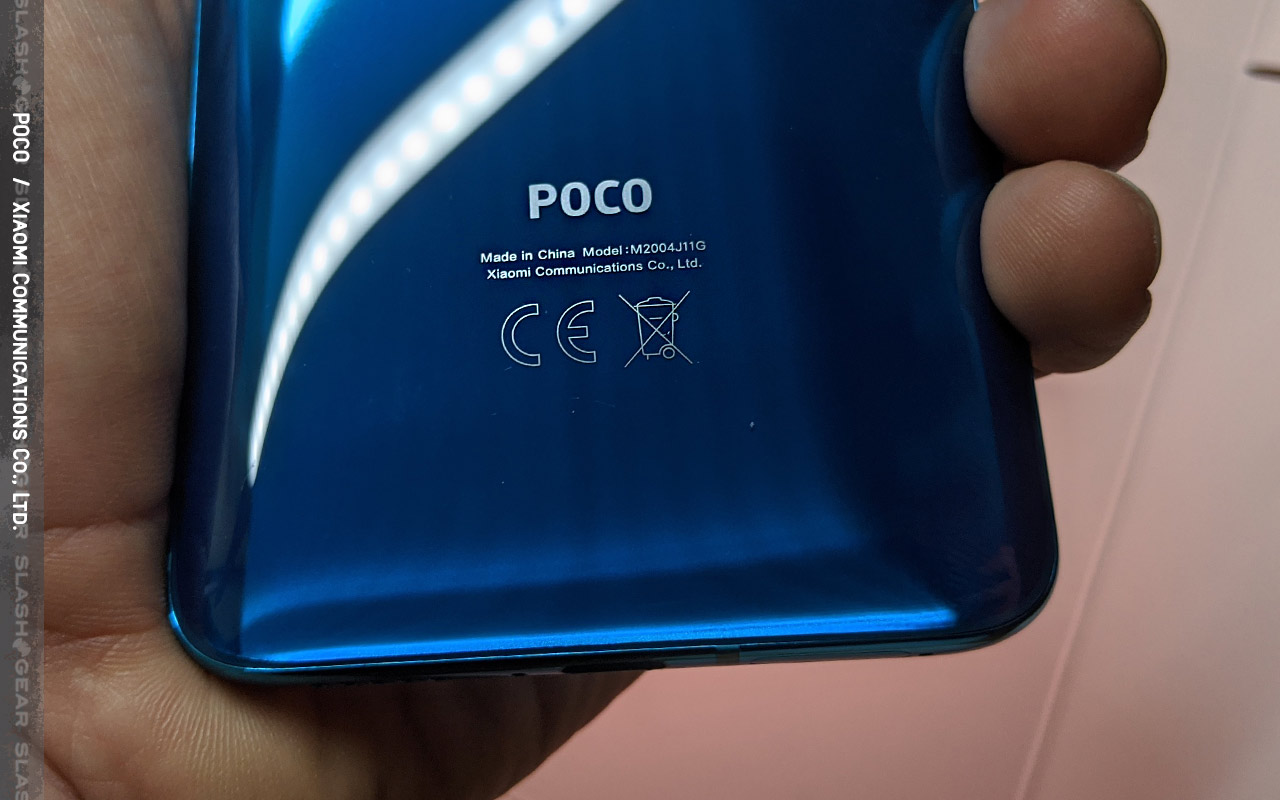 POCO
Made in China Model:M2004J11G
Xiaomi Communications Co., Ltd.
CE
POCO / XIAOMI COMMUNICATIONS CO., LTD.
SLASHGEAR